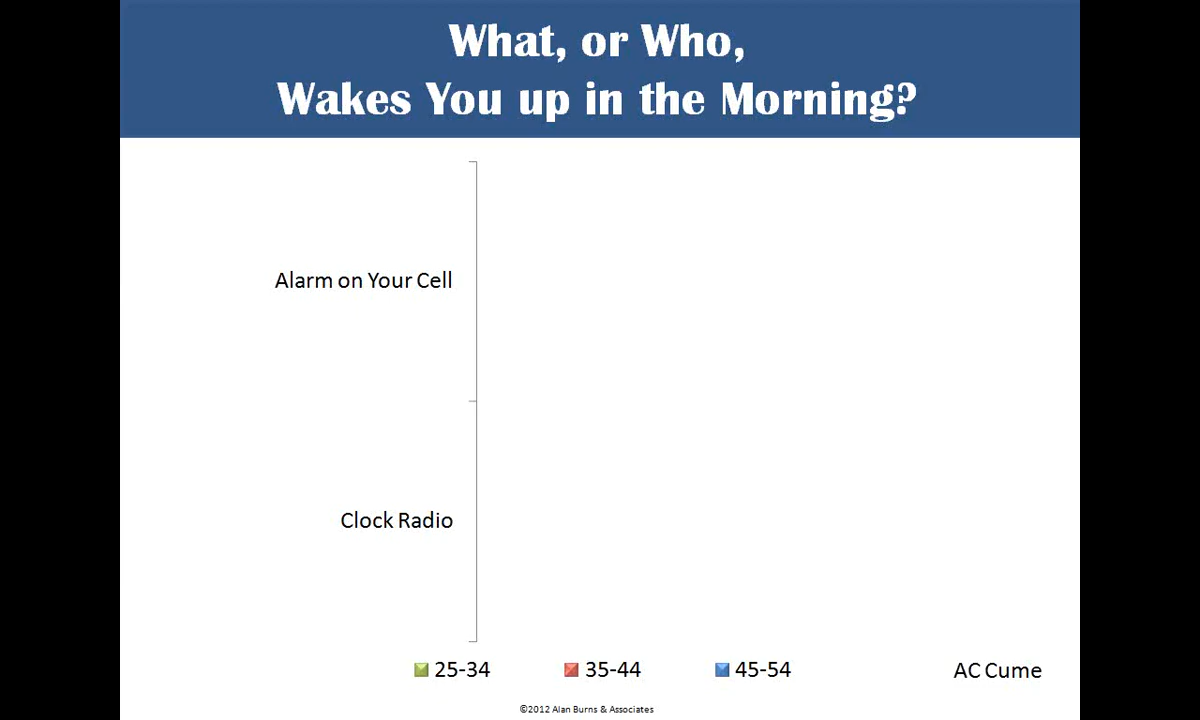 What, or Who,
Wakes You up in the Morning?
Alarm on Your Cell
Clock Radio
25-34 35-44 45-54 AC Cume
©2012 Alan Burns & Associates